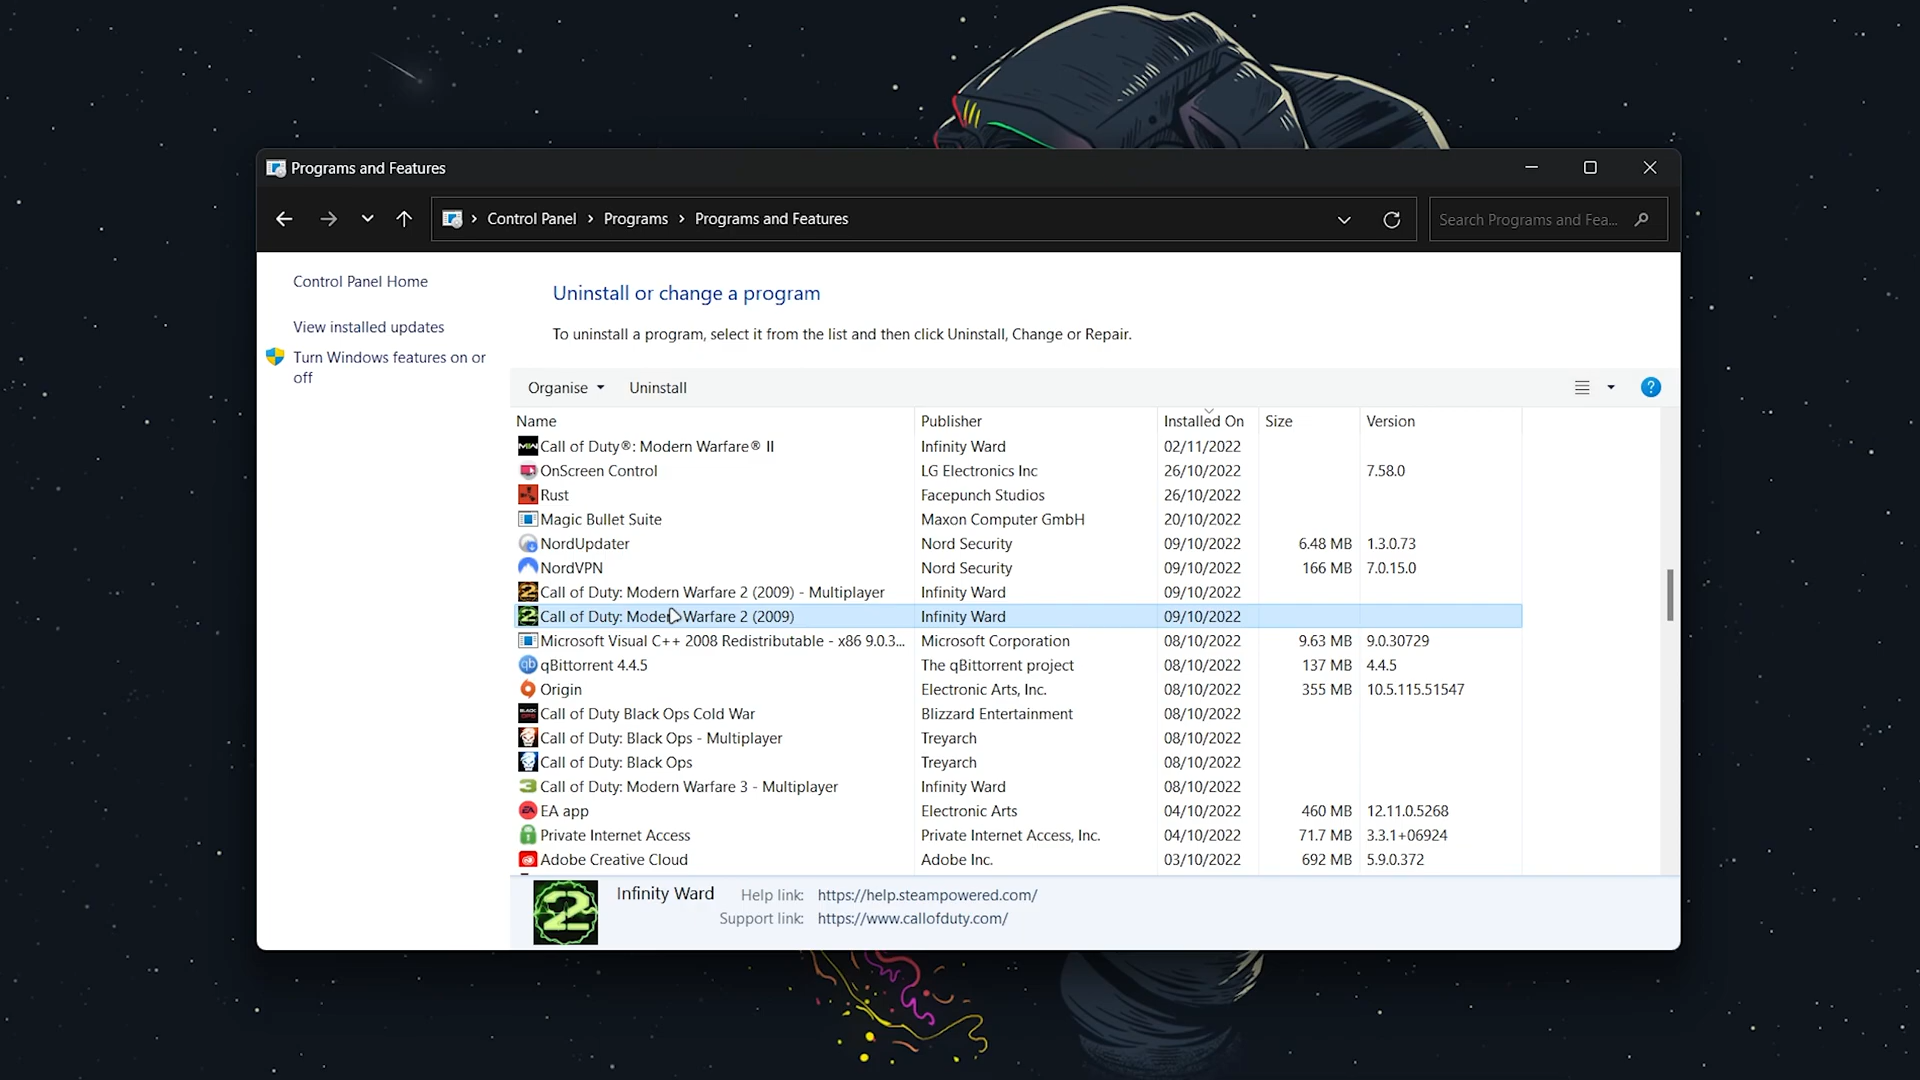 Programs and Features
Control Panel > Programs > Programs and Features
Search Programs and Fea...
Control Panel Home
View installed updates
Turn Windows features on or
off
Uninstall or change a program
To uninstall a program, select it from the list and then click Uninstall, Change or Repair.
Organise Uninstall
Name Publisher Installed On Size Version
Call of Duty®: Modern Warfare® II Infinity Ward 02/11/2022
OnScreen Control LG Electronics Inc 26/10/2022 7.58.0
Rust Facepunch Studios 26/10/2022
Magic Bullet Suite Maxon Computer GmbH 20/10/2022
NordUpdater Nord Security 09/10/2022 6.48 MB 1.3.0.73
NordVPN Nord Security 09/10/2022 166 MB 7.0.15.0
Call of Duty: Modern Warfare 2 (2009) - Multiplayer Infinity Ward 09/10/2022
Call of Duty: Modern Warfare 2 (2009) Infinity Ward 09/10/2022
Microsoft Visual C++ 2008 Redistributable - x86 9.0.3... Microsoft Corporation 08/10/2022 9.63 MB 9.0.30729
qBittorrent 4.4.5 The qBittorrent project 08/10/2022 137 MB 4.4.5
Origin Electronic Arts, Inc. 08/10/2022 355 MB 10.5.115.51547
Call of Duty Black Ops Cold War Blizzard Entertainment 08/10/2022
Call of Duty: Black Ops - Multiplayer Treyarch 08/10/2022
Call of Duty: Black Ops Treyarch 08/10/2022
Call of Duty: Modern Warfare 3 - Multiplayer Infinity Ward 08/10/2022
EA app Electronic Arts 04/10/2022 460 MB 12.11.0.5268
Private Internet Access Private Internet Access, Inc. 04/10/2022 71.7 MB 3.3.1+06924
Adobe Creative Cloud Adobe Inc. 03/10/2022 692 MB 5.9.0.372
Infinity Ward Help link: https://help.steampowered.com/
Support link: https://www.callofduty.com/